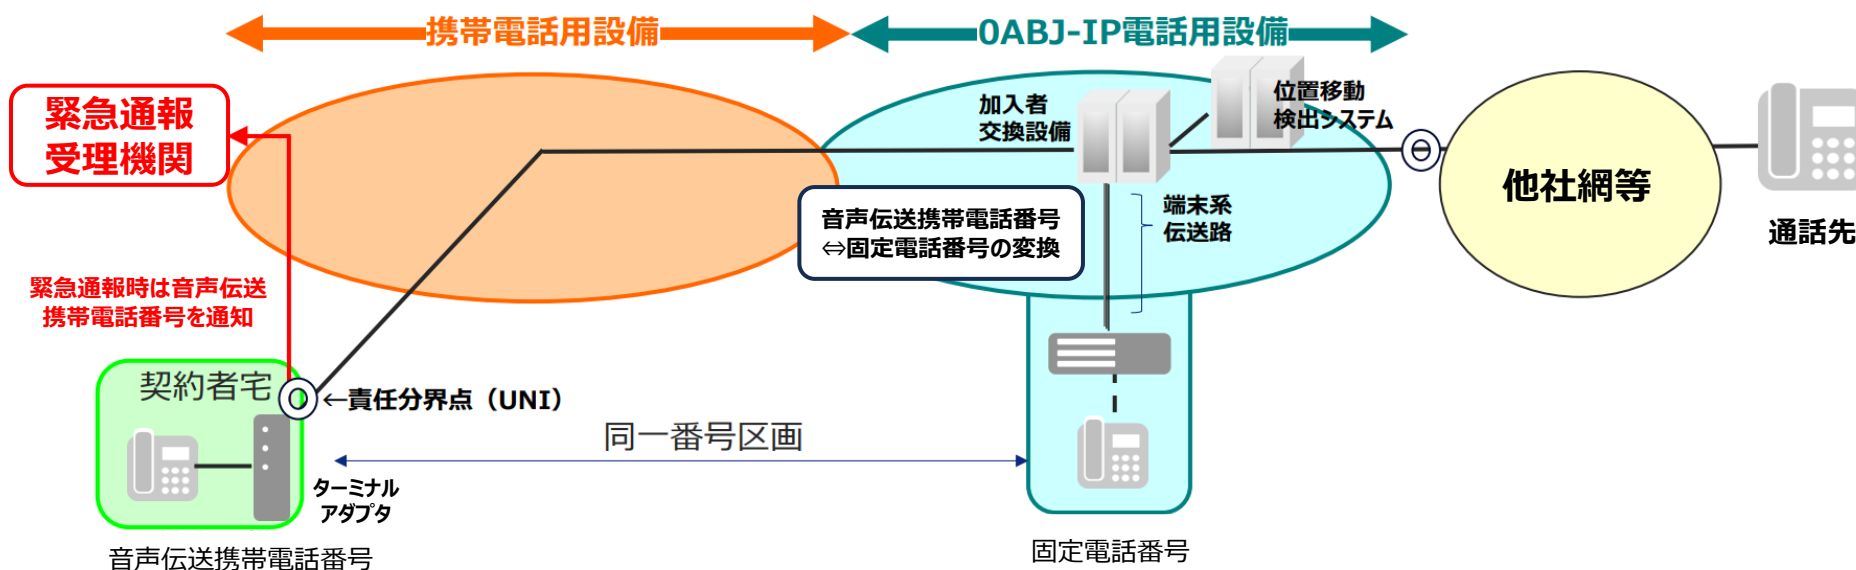 携帯電話用設備
0ABJ-IP電話用設備
緊急通報
受理機関
加入者
交換設備
位置移動
検出システム
他社網等
通話先
音声伝送携帯電話番号
⇔固定電話番号の変換
端末系
伝送路
緊急通報時は音声伝送
携帯電話番号を通知
契約者宅
←責任分界点（UNI）
同一番号区画
ターミナル
アダプタ
音声伝送携帯電話番号
固定電話番号